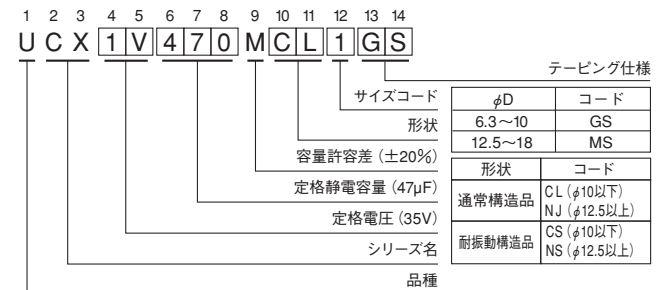 1 2 3 4 5 6 7 8 9 10 11 12 13 14
U C X 1 V 4 7 0 M C L 1 G S
テーピング仕様
サイズコード
形状
容量許容差 (±20%)
定格静電容量 (47µF)
定格電圧 (35V)
シリーズ名
品種
φD コード
6.3～10 GS
12.5～18 MS
形状 コード
通常構造品 CL (φ10以下)
NJ (φ12.5以上)
耐振動構造品 CS (φ10以下)
NS (φ12.5以上)